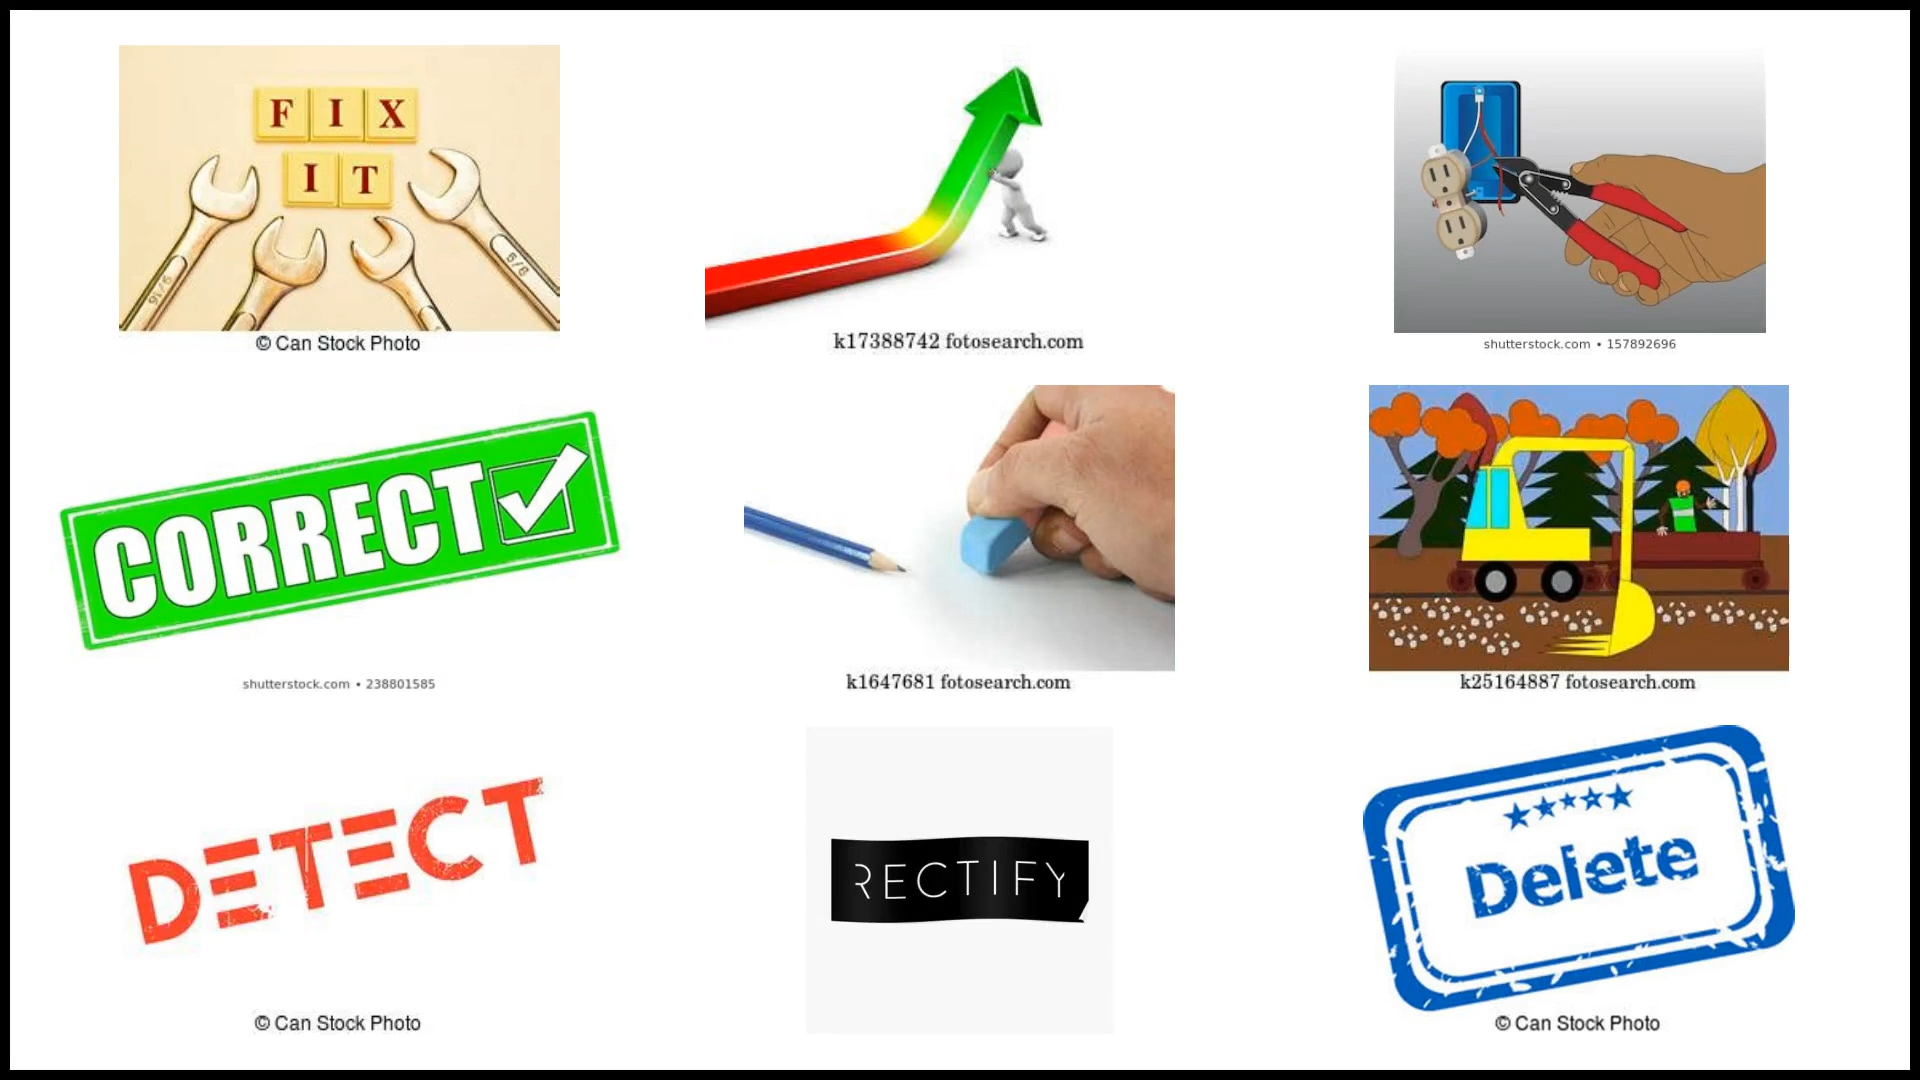 FIX
IT
© Can Stock Photo
k17388742 fotosearch.com
shutterstock.com • 157892696
CORRECT
shutterstock.com • 238801585
k1647681 fotosearch.com
k25164887 fotosearch.com
DETECT
© Can Stock Photo
RECTIFY
Delete
© Can Stock Photo